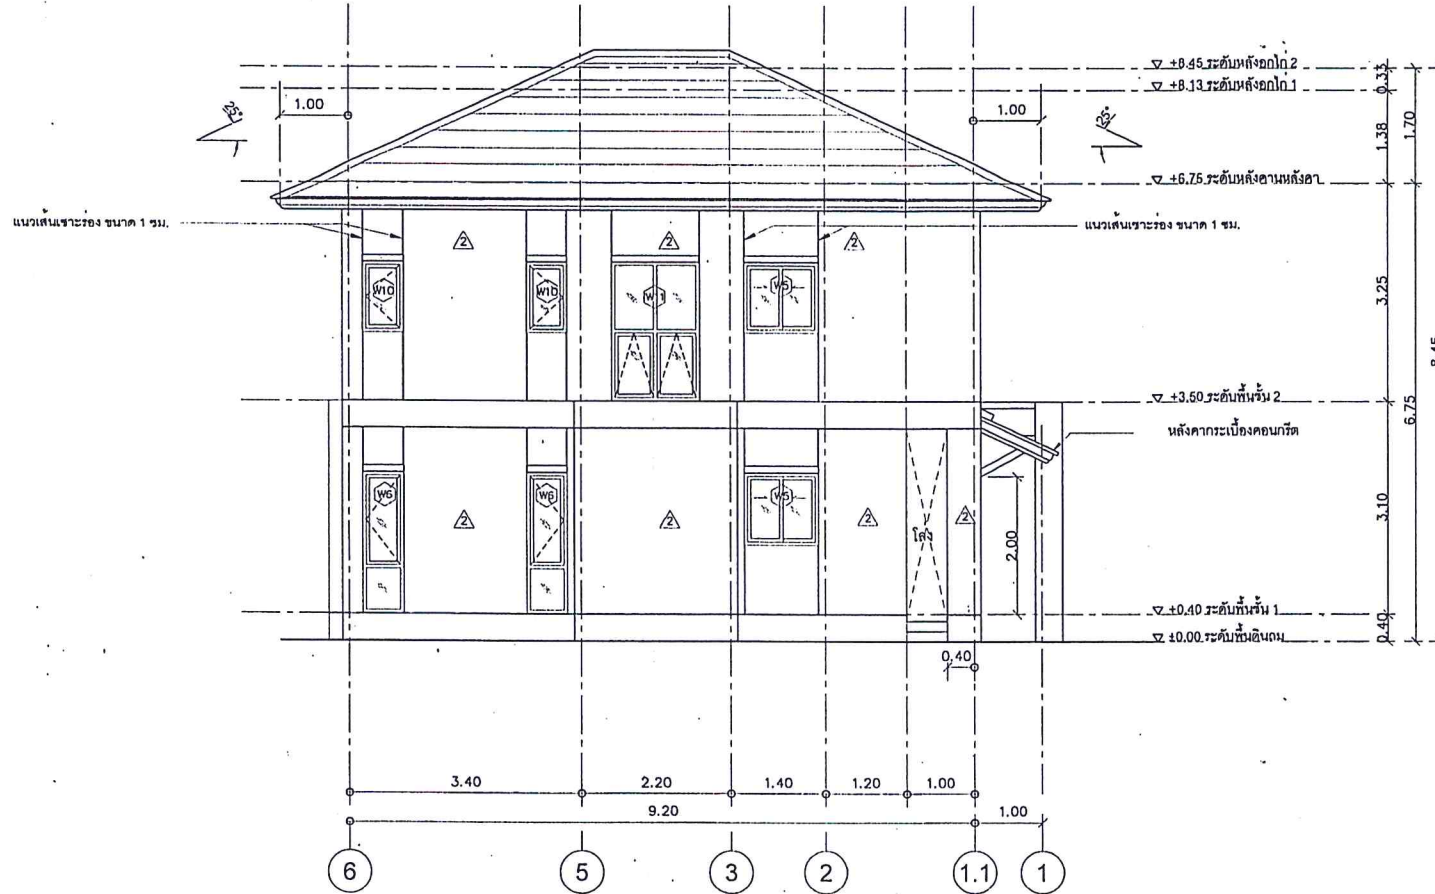 ▽ +8.45 ระดับหลังอกไก่ 2
▽ +8.13 ระดับหลังอกไก่ 1
0.33
1.00
1.00
25°
25°
1.38
1.70
▽ +6.75 ระดับหลังอานหลังคา
แนวเส้นเซาะร่อง ขนาด 1 ซม.
แนวเส้นเซาะร่อง ขนาด 1 ซม.
2
2
2
W10
W10
W11
W5
3.25
8.45
▽ +3.50 ระดับพื้นชั้น 2
6.75
หลังคากระเบื้องคอนกรีต
W6
W6
W5
2
2
2
2
โล่ง
2.00
3.10
▽ +0.40 ระดับพื้นชั้น 1
0.40
▽ ±0.00 ระดับพื้นดินถม
0.40
3.40
2.20
1.40
1.20
1.00
9.20
1.00
6
5
3
2
1.1
1